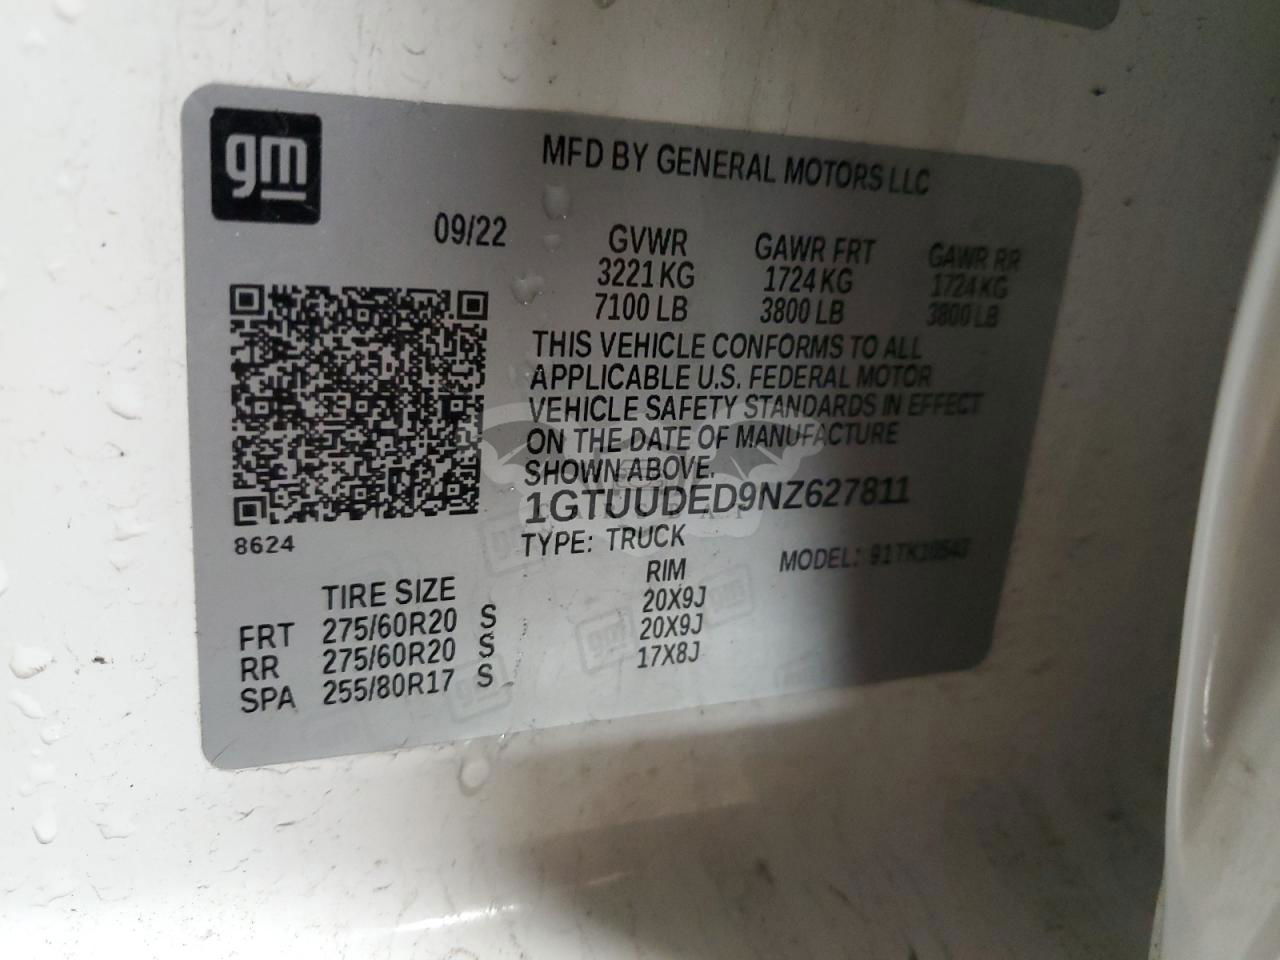 gm
MFD BY GENERAL MOTORS LLC
09/22
GVWR GAWR FRT GAWR RR
3221 KG 1724 KG 1724 KG
7100 LB 3800 LB 3800 LB
THIS VEHICLE CONFORMS TO ALL
APPLICABLE U.S. FEDERAL MOTOR
VEHICLE SAFETY STANDARDS IN EFFECT
ON THE DATE OF MANUFACTURE
SHOWN ABOVE.
1GTUUDED9NZ627811
8624
TYPE: TRUCK MODEL:
TIRE SIZE RIM
FRT 275/60R20 S 20X9J
RR 275/60R20 S 20X9J
SPA 255/80R17 S 17X8J